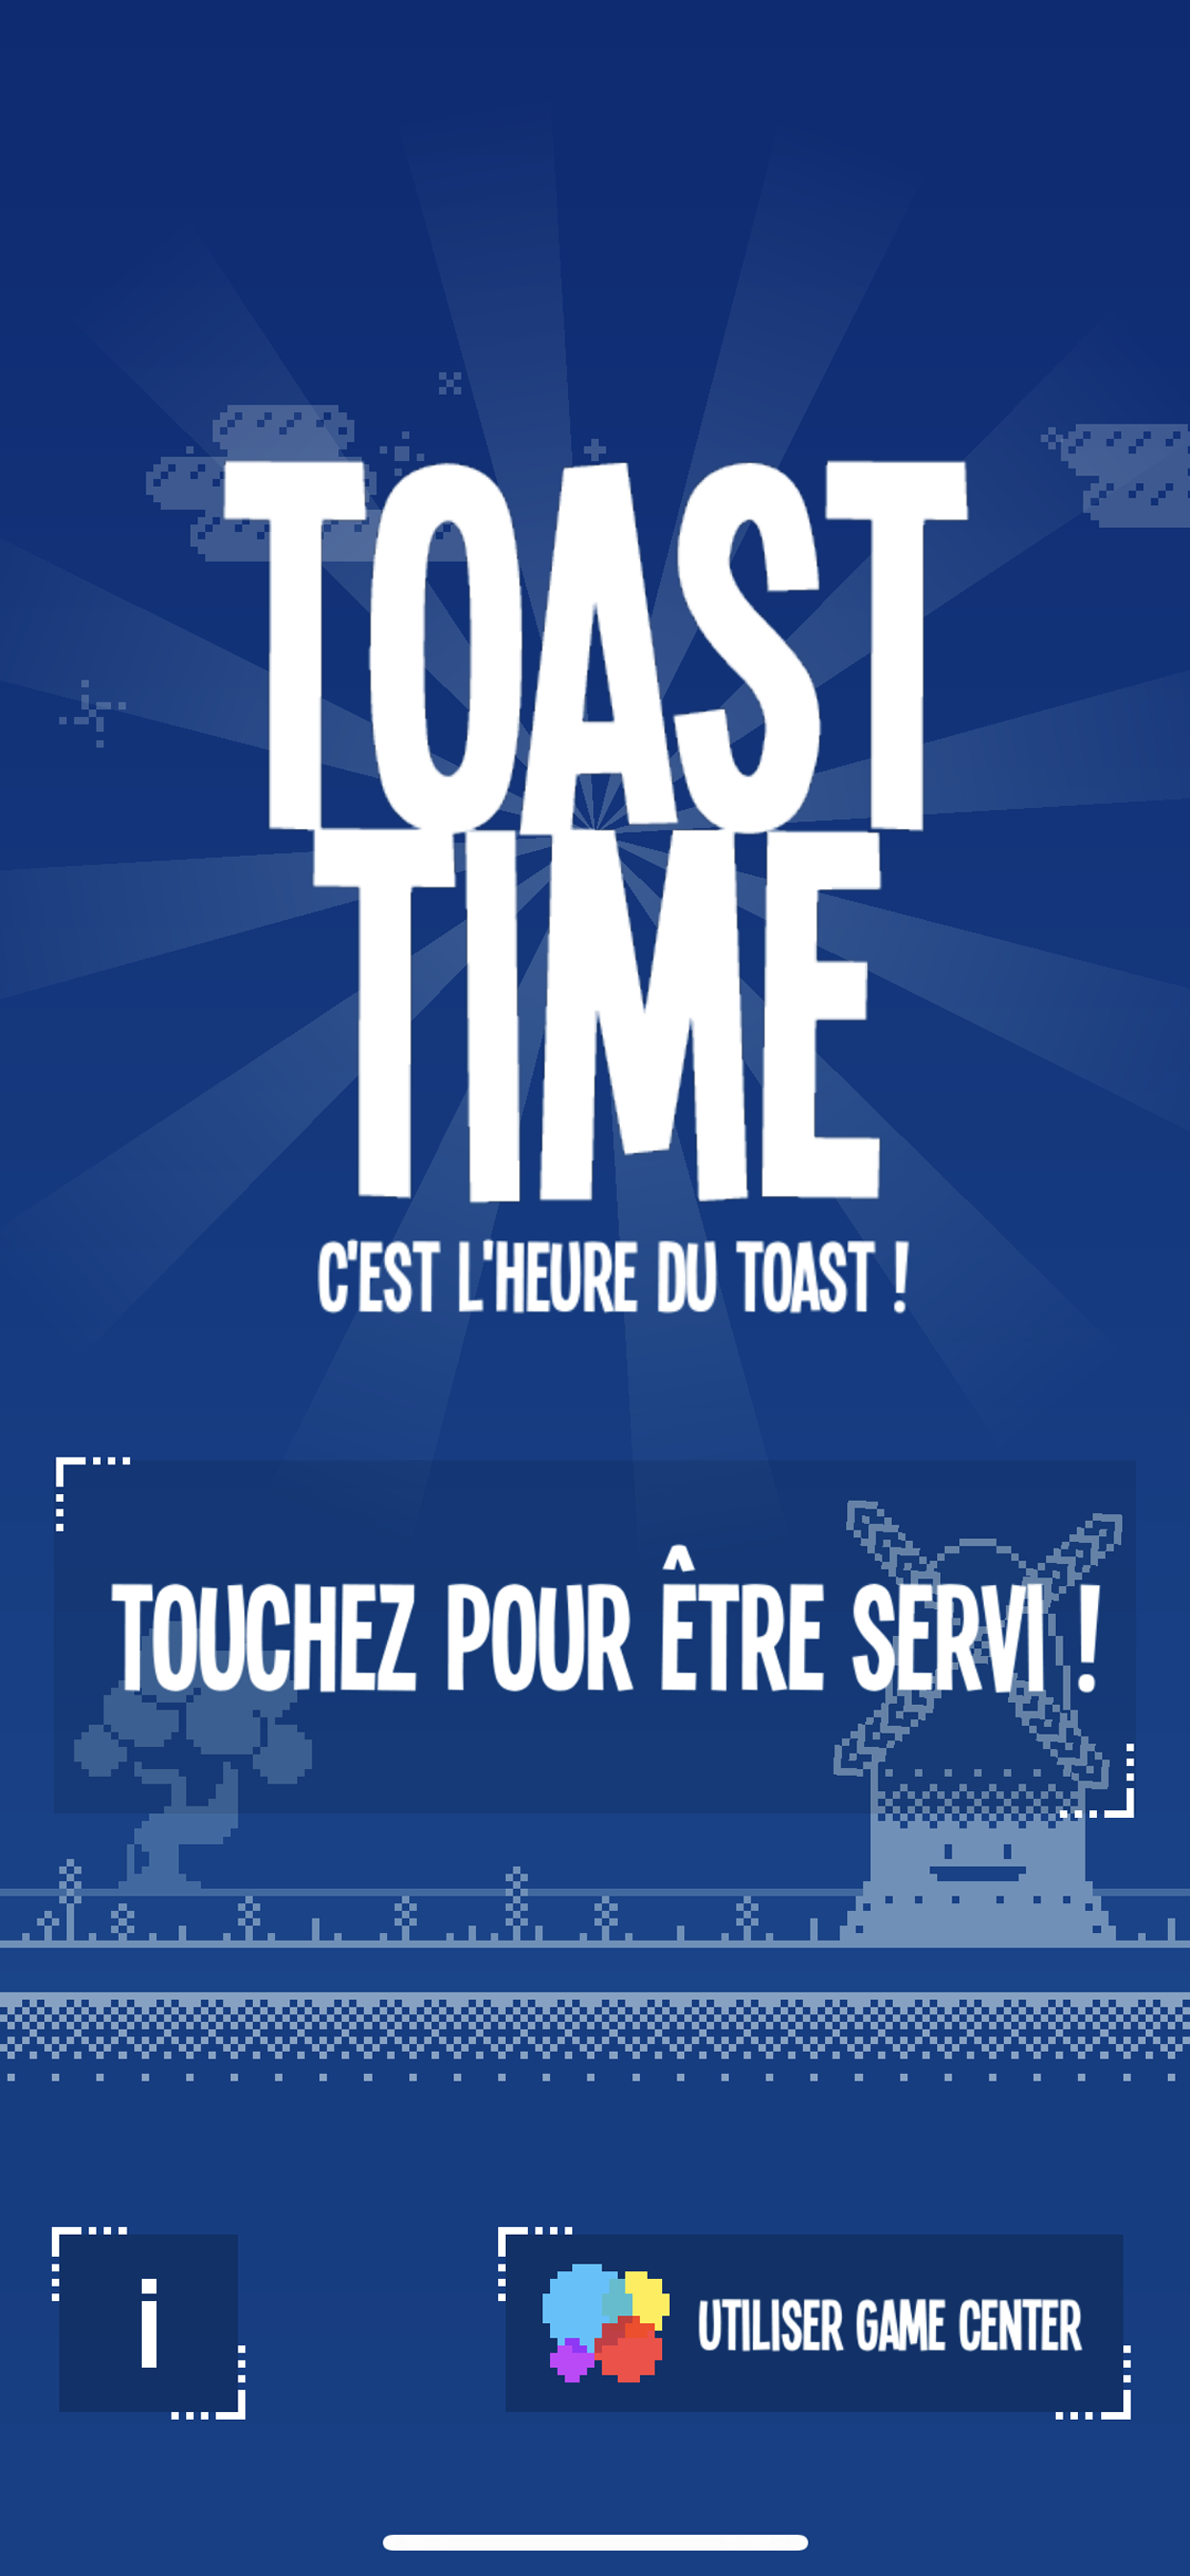 TOAST
TIME
C'EST L'HEURE DU TOAST !
TOUCHEZ POUR ÊTRE SERVI !
i
UTILISER GAME CENTER